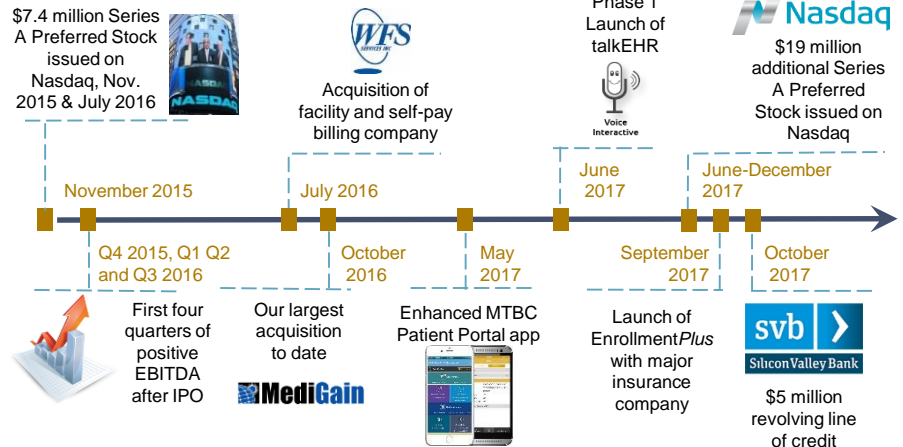 $7.4 million Series
A Preferred Stock
issued on
Nasdaq, Nov.
2015 & July 2016
NASDAQ
WFS
SERVICES INC
Acquisition of
facility and self-pay
billing company
Phase 1
Launch of
talkEHR
Voice
Interactive
Nasdaq
$19 million
additional Series
A Preferred
Stock issued on
Nasdaq
November 2015
July 2016
June
2017
June-December
2017
Q4 2015, Q1 Q2
and Q3 2016
October
2016
May
2017
September
2017
October
2017
First four
quarters of
positive
EBITDA
after IPO
Our largest
acquisition
to date
MediGain
Enhanced MTBC
Patient Portal app
Launch of
EnrollmentPlus
with major
insurance
company
svb
Silicon Valley Bank
$5 million
revolving line
of credit